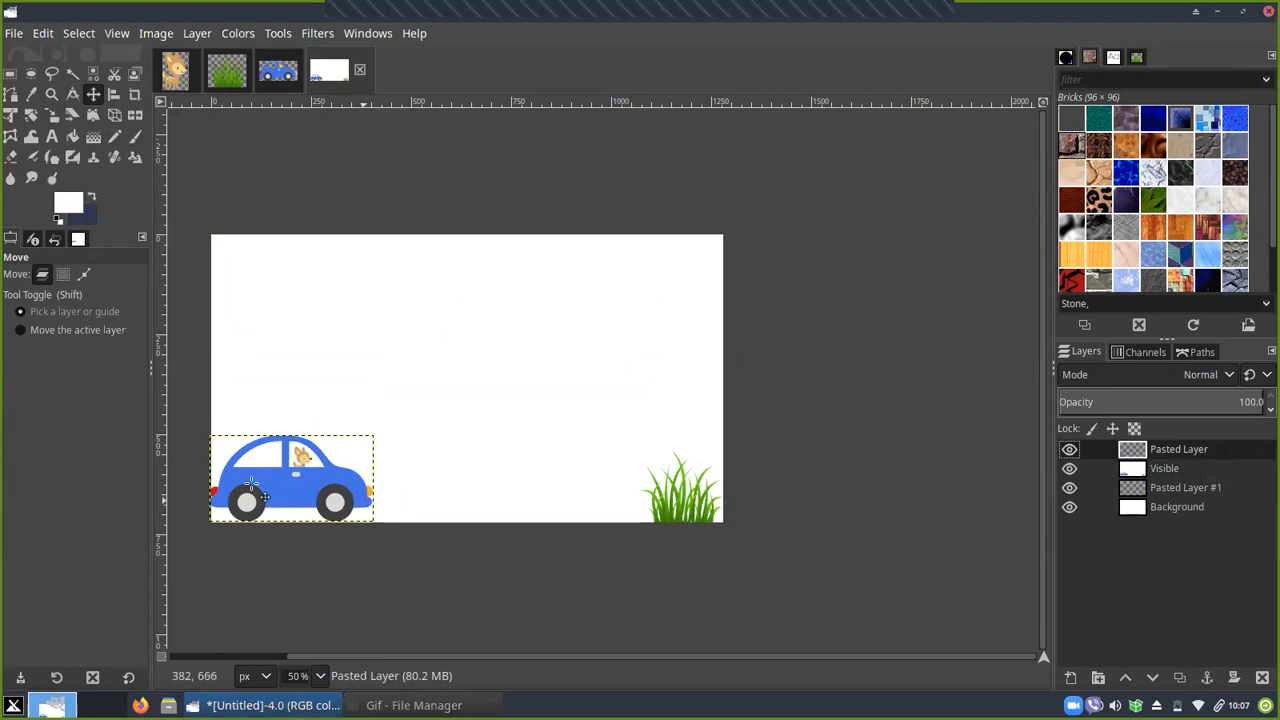 File Edit Select View Image Layer Colors Tools Filters Windows Help
0 250 500 750 1000 1250 1500 1750 2000
filter
Bricks (96 × 96)
Aa
Move
Move:
Tool Toggle (Shift)
Pick a layer or guide
Move the active layer
Stone,
Layers Channels Paths
Mode Normal
Opacity 100.0
Lock:
Pasted Layer
Visible
Pasted Layer #1
Background
382, 666 px 50 % Pasted Layer (80.2 MB)
*[Untitled]-4.0 (RGB col... Gif - File Manager 10:07